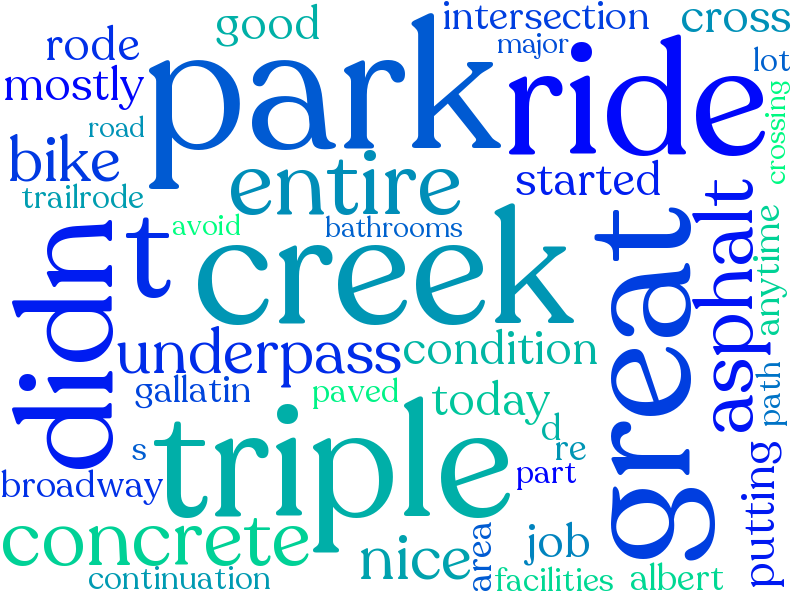 good
intersection
cross
rode
major
lot
mostly
park
ride
road
crossing
bike
entire
started
trailrode
avoid
bathrooms
didn
t
creek
great
asphalt
anytime
underpass
condition
gallatin
paved
today
path
s
triple
d
re
broadway
part
putting
concrete
nice
area
job
continuation
facilities
albert